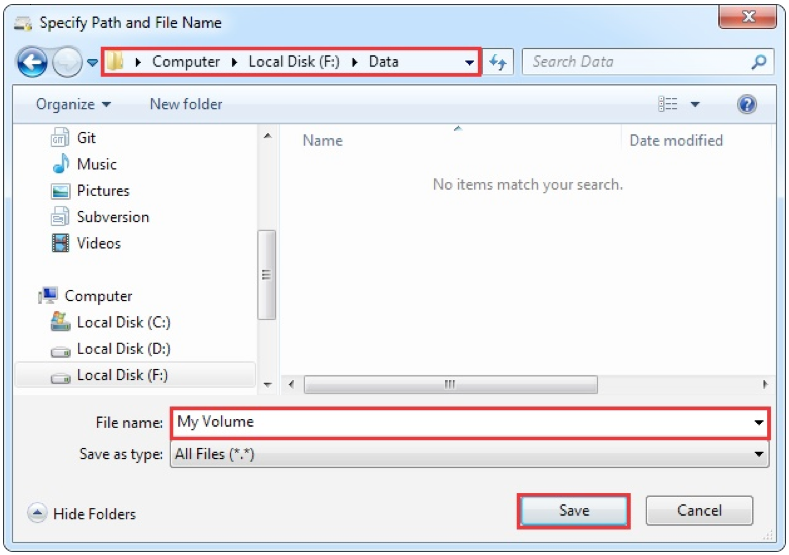 Specify Path and File Name
Computer Local Disk (F:) Data
Search Data
Organize New folder
Name Date modified
No items match your search.
GIT Git
Music
Pictures
Subversion
Videos
Computer
Local Disk (C:)
Local Disk (D:)
Local Disk (F:)
File name: My Volume
Save as type: All Files (*.*)
Hide Folders
Save Cancel